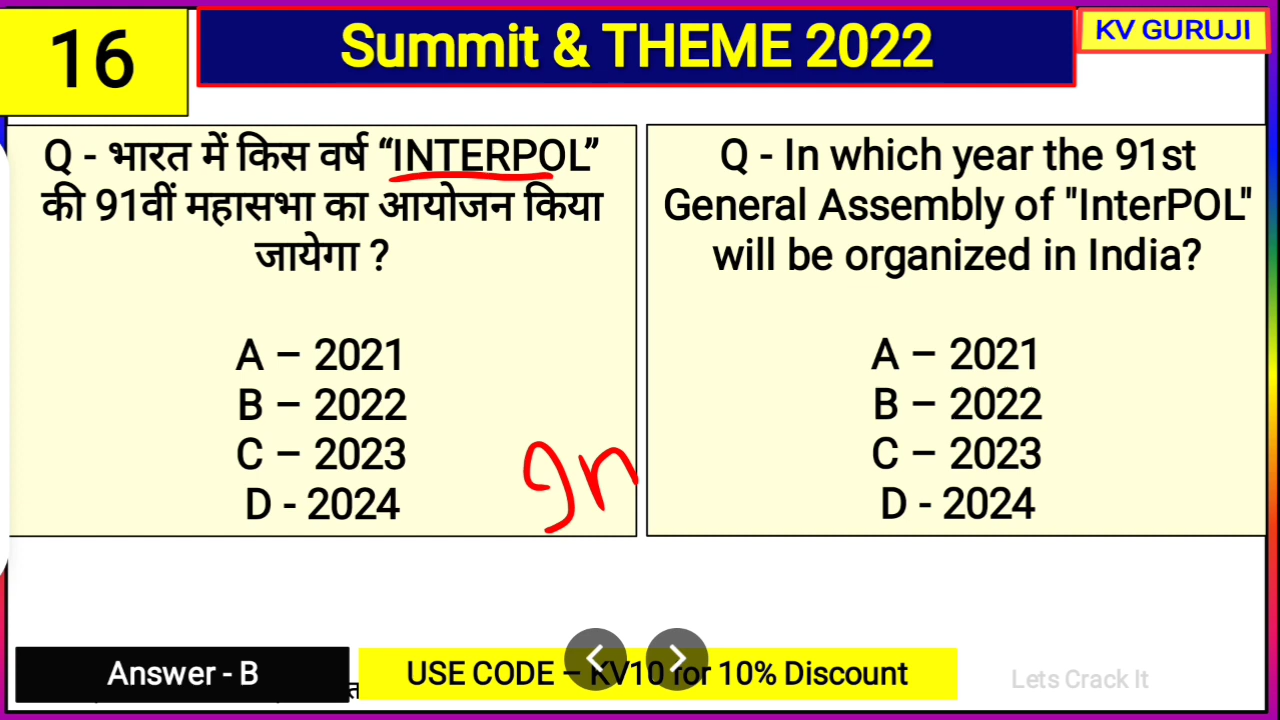 16
Summit & THEME 2022
KV GURUJI
Q - भारत में किस वर्ष “INTERPOL”
की 91वीं महासभा का आयोजन किया
जायेगा ?
A – 2021
B – 2022
C – 2023
D - 2024
In
Q - In which year the 91st
General Assembly of "InterPOL"
will be organized in India?
A – 2021
B – 2022
C – 2023
D - 2024
Answer - B
USE CODE – KV10 for 10% Discount
Lets Crack It